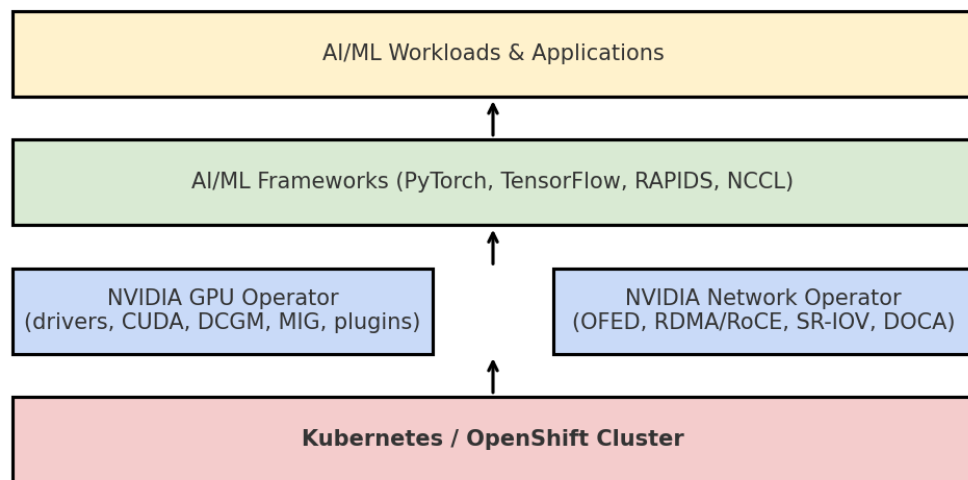 AI/ML Workloads & Applications
AI/ML Frameworks (PyTorch, TensorFlow, RAPIDS, NCCL)
NVIDIA GPU Operator
(drivers, CUDA, DCGM, MIG, plugins)
NVIDIA Network Operator
(OFED, RDMA/RoCE, SR-IOV, DOCA)
Kubernetes / OpenShift Cluster